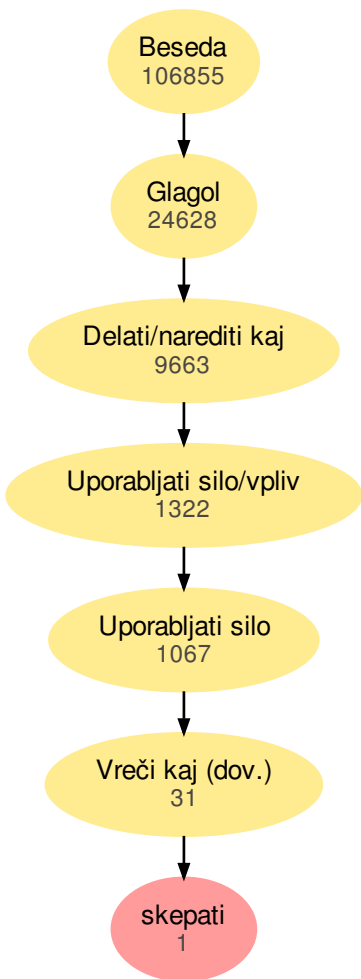 Beseda
106855
Glagol
24628
Delati/narediti kaj
9663
Uporabljati silo/vpliv
1322
Uporabljati silo
1067
Vreči kaj (dov.)
31
skepati
1